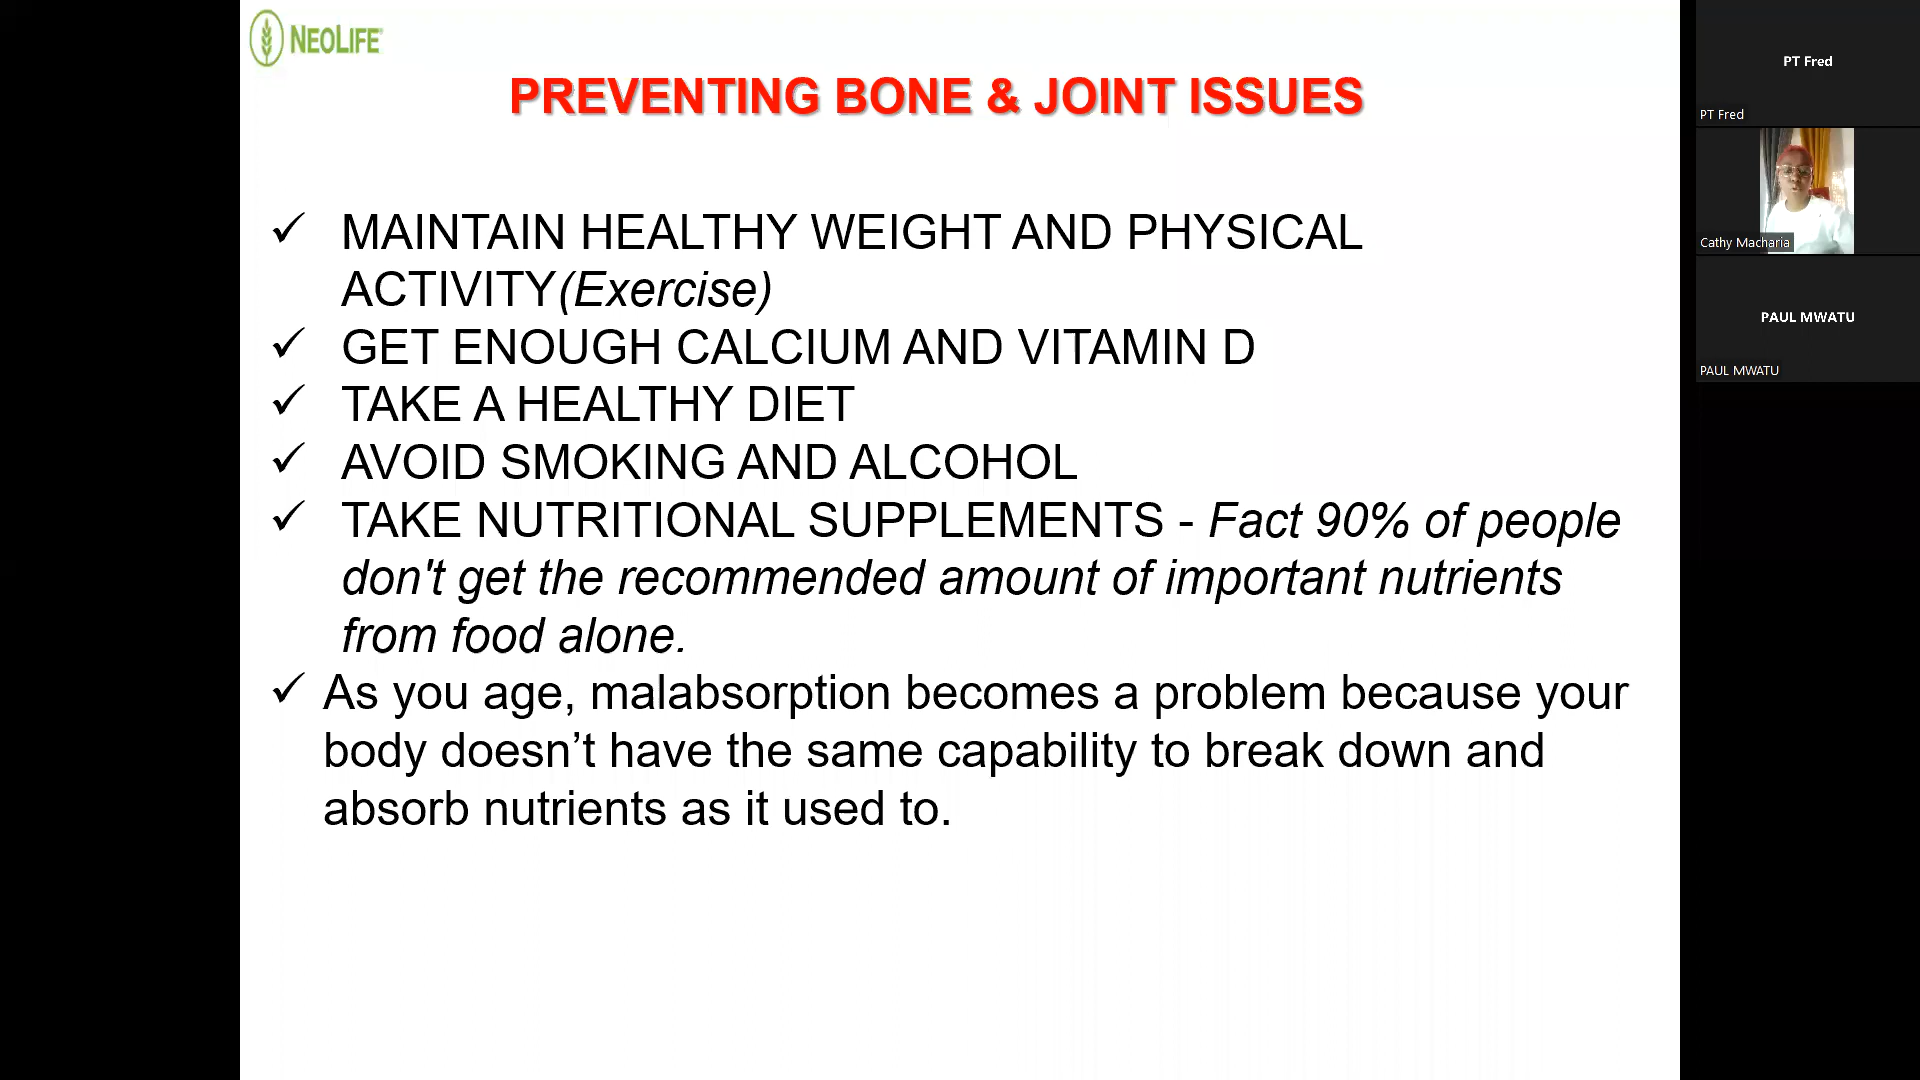 NEOLIFE
PREVENTING BONE & JOINT ISSUES
✓ MAINTAIN HEALTHY WEIGHT AND PHYSICAL
ACTIVITY(Exercise)
✓ GET ENOUGH CALCIUM AND VITAMIN D
✓ TAKE A HEALTHY DIET
✓ AVOID SMOKING AND ALCOHOL
✓ TAKE NUTRITIONAL SUPPLEMENTS - Fact 90% of people
don't get the recommended amount of important nutrients
from food alone.
✓ As you age, malabsorption becomes a problem because your
body doesn’t have the same capability to break down and
absorb nutrients as it used to.
PT Fred
PT Fred
Cathy Macharia
PAUL MWATU
PAUL MWATU